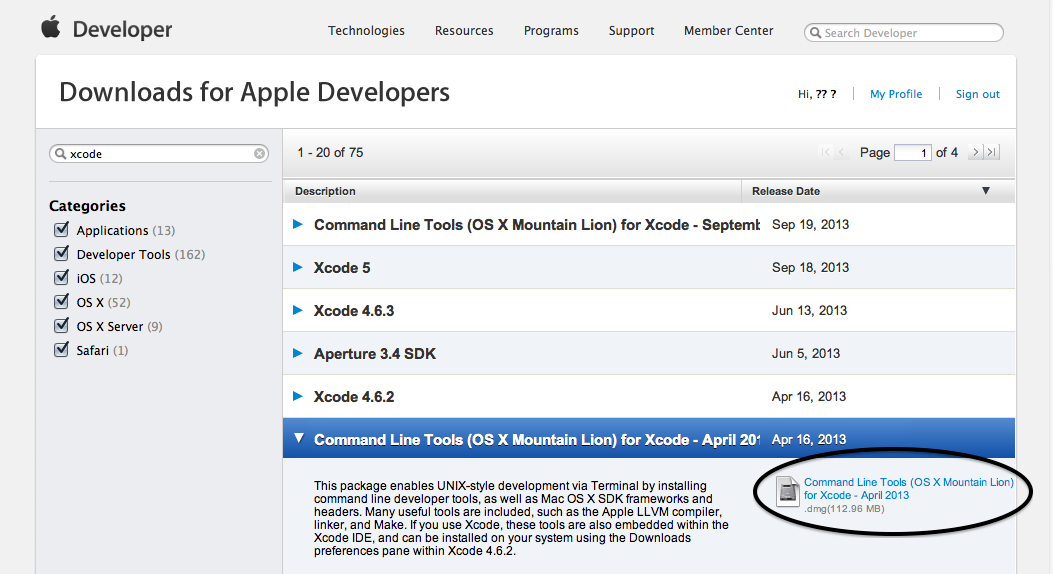 Developer
Technologies Resources Programs Support Member Center Search Developer
Downloads for Apple Developers
Hi, ?? ? My Profile Sign out
xcode
1 - 20 of 75 Page 1 of 4
Description Release Date
Categories
Applications (13)
Developer Tools (162)
iOS (12)
OS X (52)
OS X Server (9)
Safari (1)
Command Line Tools (OS X Mountain Lion) for Xcode - Septemb Sep 19, 2013
Xcode 5 Sep 18, 2013
Xcode 4.6.3 Jun 13, 2013
Aperture 3.4 SDK Jun 5, 2013
Xcode 4.6.2 Apr 16, 2013
Command Line Tools (OS X Mountain Lion) for Xcode - April 201 Apr 16, 2013
This package enables UNIX-style development via Terminal by installing
command line developer tools, as well as Mac OS X SDK frameworks and
headers. Many useful tools are included, such as the Apple LLVM compiler,
linker, and Make. If you use Xcode, these tools are also embedded within the
Xcode IDE, and can be installed on your system using the Downloads
preferences pane within Xcode 4.6.2.
Command Line Tools (OS X Mountain Lion)
for Xcode - April 2013
.dmg(112.96 MB)